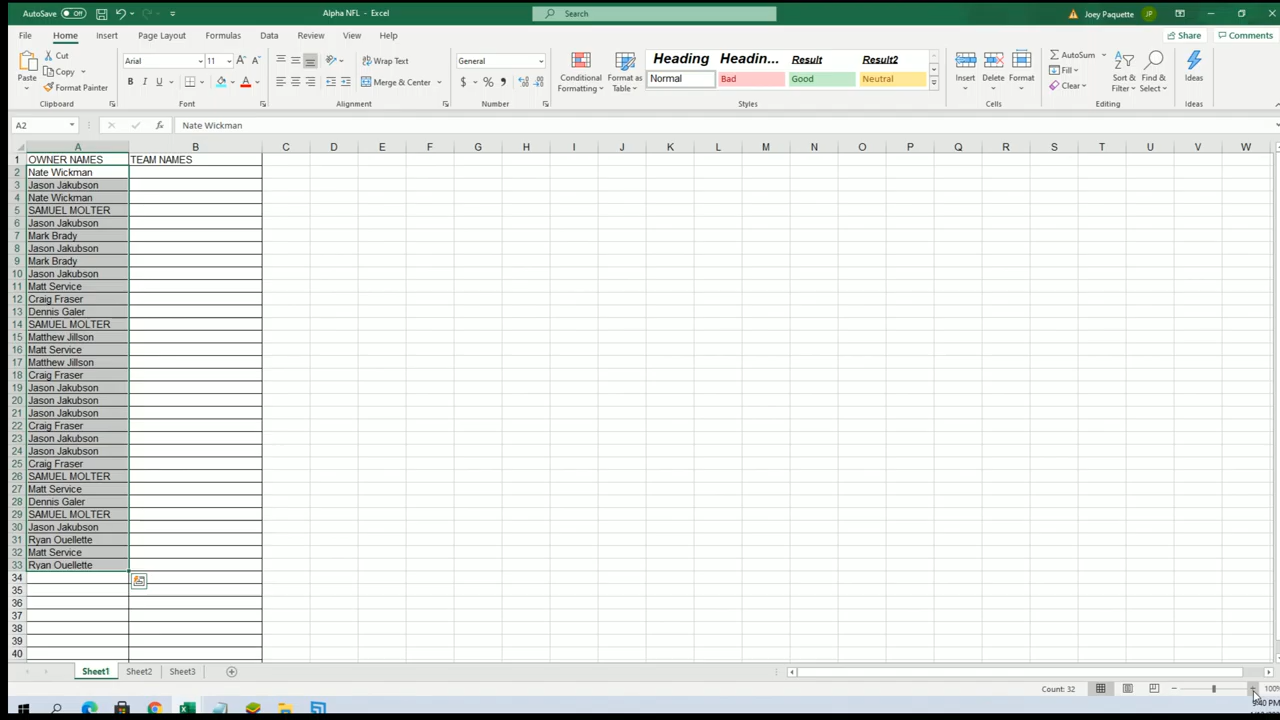 AutoSave Off Alpha NFL - Excel Search Joey Paquette JP
File Home Insert Page Layout Formulas Data Review View Help Share Comments
Paste Cut Copy Format Painter Clipboard
Arial 11 A A B I U A Font
Wrap Text Merge & Center Alignment
General $ % , Number
Conditional Formatting Format as Table
Heading Headin... Result Result2
Normal Bad Good Neutral
Styles
Insert Delete Format Cells
AutoSum Fill Clear Sort & Filter Find & Select Editing
Ideas Ideas
A2 fx Nate Wickman
A B C D E F G H I J K L M N O P Q R S T U V W
1 OWNER NAMES TEAM NAMES
2 Nate Wickman
3 Jason Jakubson
4 Nate Wickman
5 SAMUEL MOLTER
6 Jason Jakubson
7 Mark Brady
8 Jason Jakubson
9 Mark Brady
10 Jason Jakubson
11 Matt Service
12 Craig Fraser
13 Dennis Galer
14 SAMUEL MOLTER
15 Matthew Jillson
16 Matt Service
17 Matthew Jillson
18 Craig Fraser
19 Jason Jakubson
20 Jason Jakubson
21 Jason Jakubson
22 Craig Fraser
23 Jason Jakubson
24 Jason Jakubson
25 Craig Fraser
26 SAMUEL MOLTER
27 Matt Service
28 Dennis Galer
29 SAMUEL MOLTER
30 Jason Jakubson
31 Ryan Ouellette
32 Matt Service
33 Ryan Ouellette
34
35
36
37
38
39
40
Sheet1 Sheet2 Sheet3
Count: 32 100%
9:40 PM